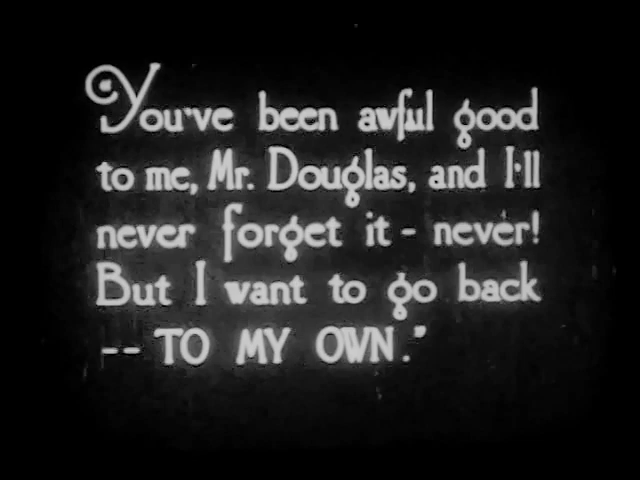 You've been awful good
to me, Mr. Douglas, and I'll
never forget it - never!
But I want to go back
-- TO MY OWN."